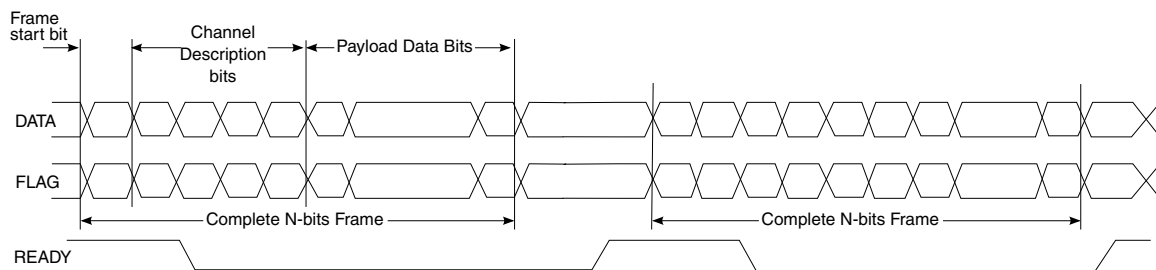 Frame
start bit
Channel
Description
bits
Payload Data Bits
DATA
FLAG
Complete N-bits Frame
Complete N-bits Frame
READY